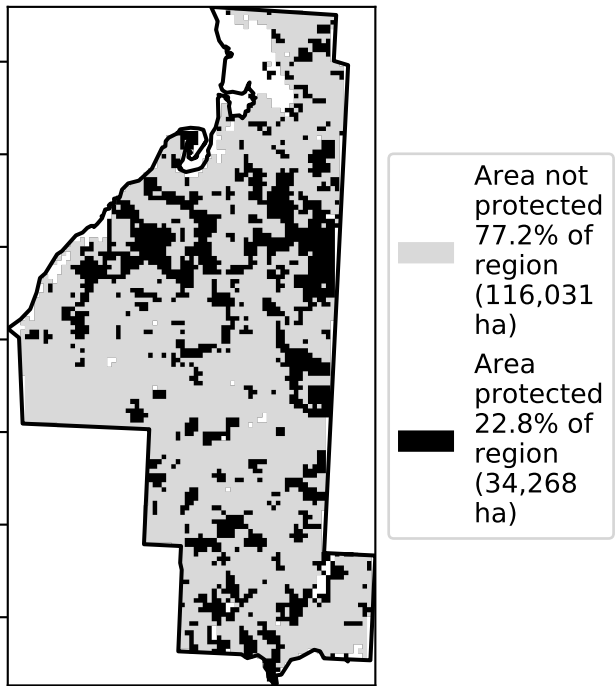 Area not
protected
77.2% of
region
(116,031
ha)
Area
protected
22.8% of
region
(34,268
ha)